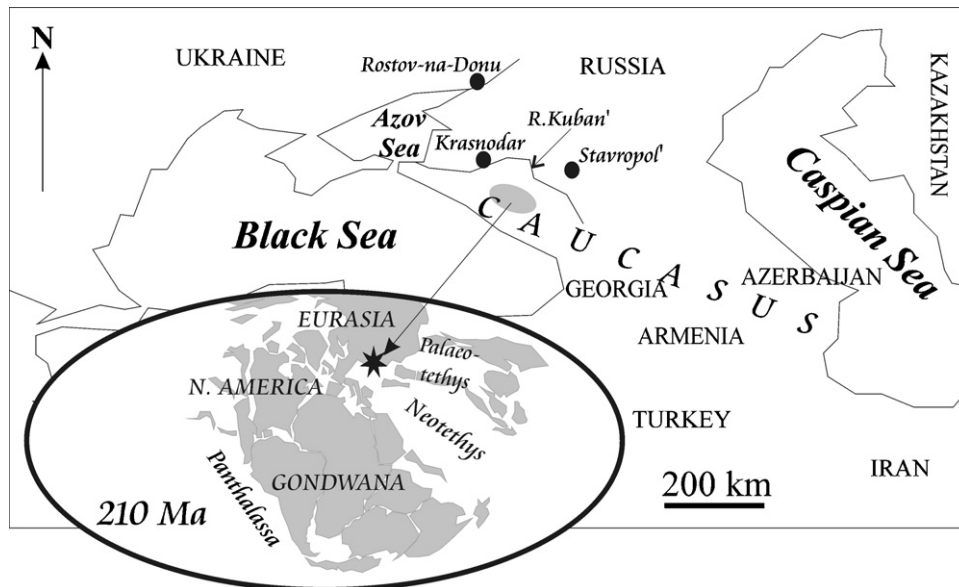 N
UKRAINE
Rostov-na-Donu
RUSSIA
KAZAKHSTAN
Azov
Sea
R.Kuban'
Krasnodar
Stavropol'
Caspian Sea
CAUCASUS
Black Sea
GEORGIA
AZERBAIJAN
ARMENIA
EURASIA
Palaeo-
tethys
N. AMERICA
Neotethys
TURKEY
GONDWANA
Panthalassa
IRAN
200 km
210 Ma